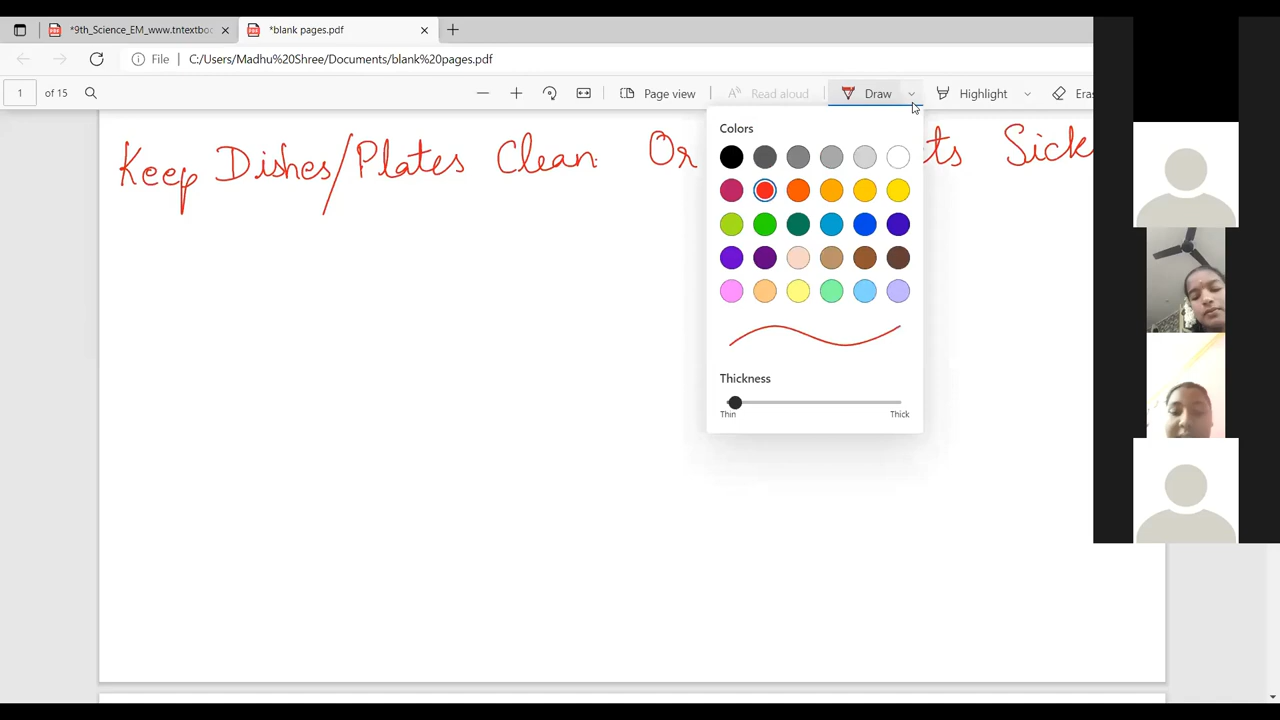 *9th_Science_EM_www.tntextboo
*blank pages.pdf
File
C:/Users/Madhu%20Shree/Documents/blank%20pages.pdf
1 of 15 Page view Read aloud Draw Highlight Eras
Keep Dishes/Plates Clean Or ts Sick
Colors
Thickness
Thin Thick